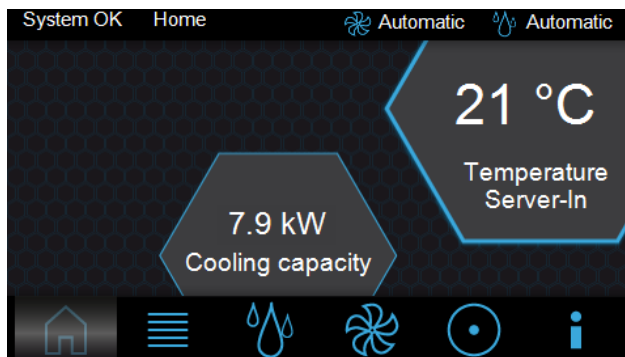 System OK Home Automatic Automatic
21 °C
Temperature
Server-In
7.9 kW
Cooling capacity